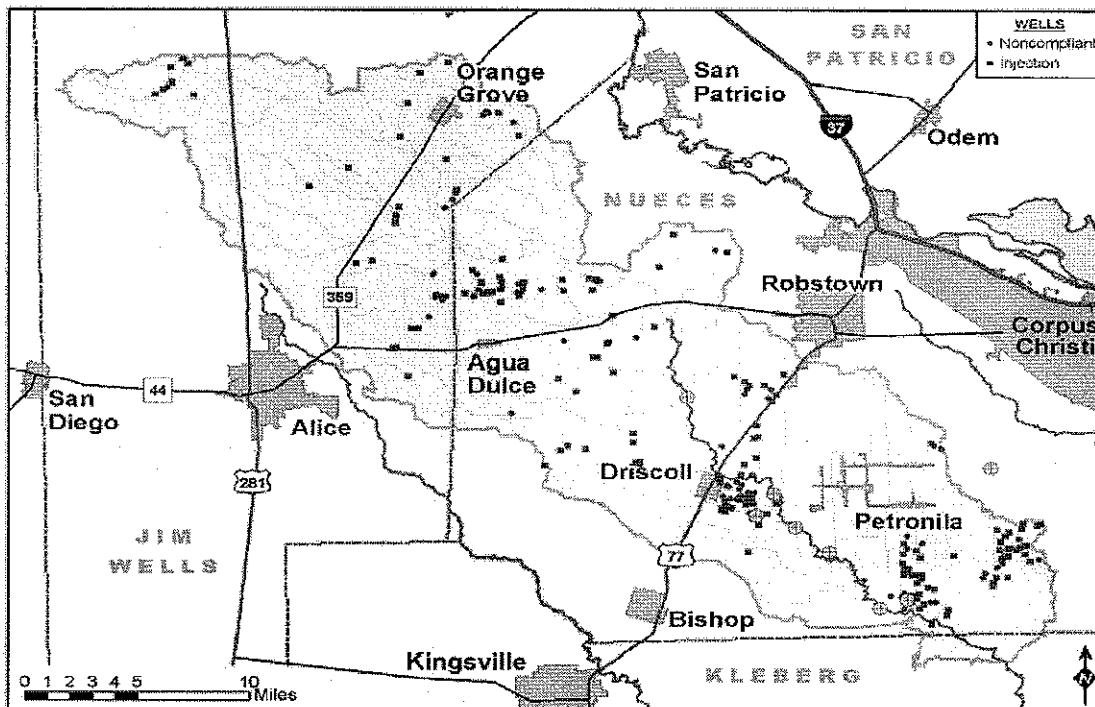 WELLS
Noncompliant
Injection
SAN
PATRICIO
Orange
Grove
San
Patricio
37
Odem
NUECES
Robstown
359
Corpus
Christi
Agua
Dulce
44
San
Diego
Alice
Driscoll
281
Petronila
JIM
WELLS
77
Bishop
Kingsville
KLEBERG
0 1 2 3 4 5 10
Miles
N